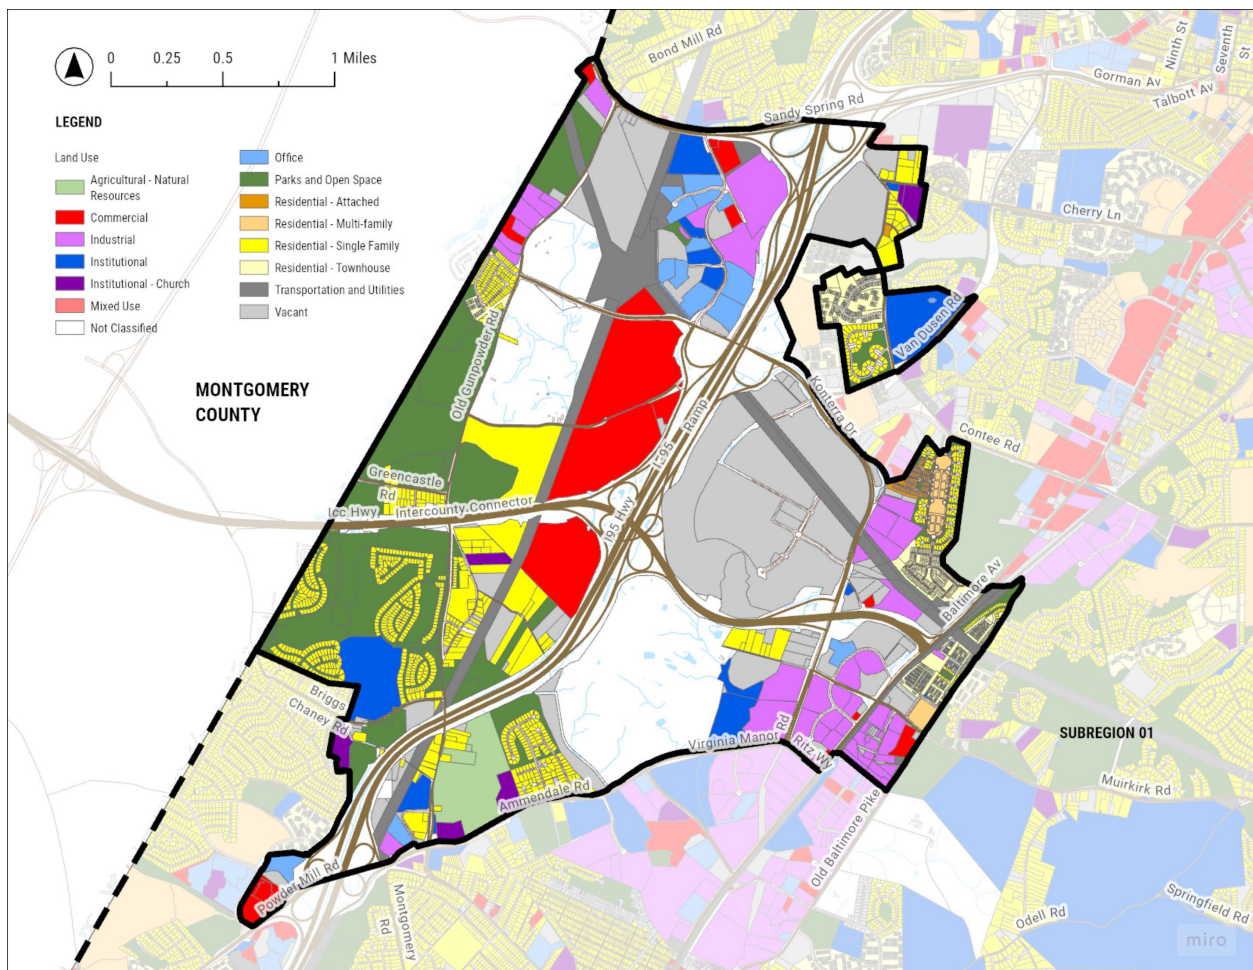 0 0.25 0.5 1 Miles
LEGEND
Land Use
Agricultural - Natural
Resources
Commercial
Industrial
Institutional
Institutional - Church
Mixed Use
Not Classified
Office
Parks and Open Space
Residential - Attached
Residential - Multi-family
Residential - Single Family
Residential - Townhouse
Transportation and Utilities
Vacant
MONTGOMERY
COUNTY
Bond Mill Rd
Sandy Spring Rd
Ninth St
Seventh
St
Gorman Av
Talbott Av
Cherry Ln
Van Dusen Rd
Old Gunpowder Rd
Konterra Dr
Contee Rd
I-95
Ramp
Greencastle
Rd
Icc Hwy
Intercounty Connector
I95 Hwy
Baltimore Av
Briggs
Chaney Rd
SUBREGION 01
Virginia Manor Rd
Ritz Wy
Ammendale Rd
Muirkirk Rd
Old Baltimore Pike
Powder Mill Rd
Montgomery
Rd
Odell Rd
Springfield Rd
miro